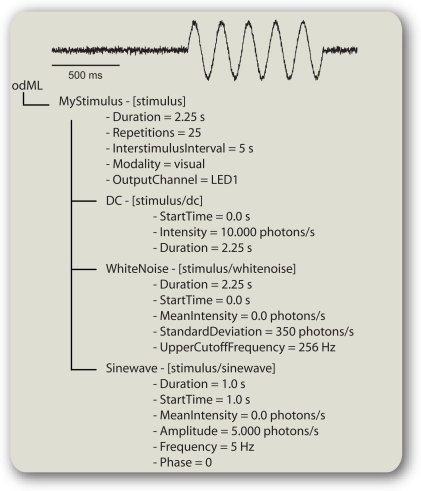 500 ms
odML
MyStimulus - [stimulus]
- Duration = 2.25 s
- Repetitions = 25
- InterstimulusInterval = 5 s
- Modality = visual
- OutputChannel = LED1
DC - [stimulus/dc]
- StartTime = 0.0 s
- Intensity = 10.000 photons/s
- Duration = 2.25 s
WhiteNoise - [stimulus/whitenoise]
- Duration = 2.25 s
- StartTime = 0.0 s
- MeanIntensity = 0.0 photons/s
- StandardDeviation = 350 photons/s
- UpperCutoffFrequency = 256 Hz
Sinewave - [stimulus/sinewave]
- Duration = 1.0 s
- StartTime = 1.0 s
- MeanIntensity = 0.0 photons/s
- Amplitude = 5.000 photons/s
- Frequency = 5 Hz
- Phase = 0